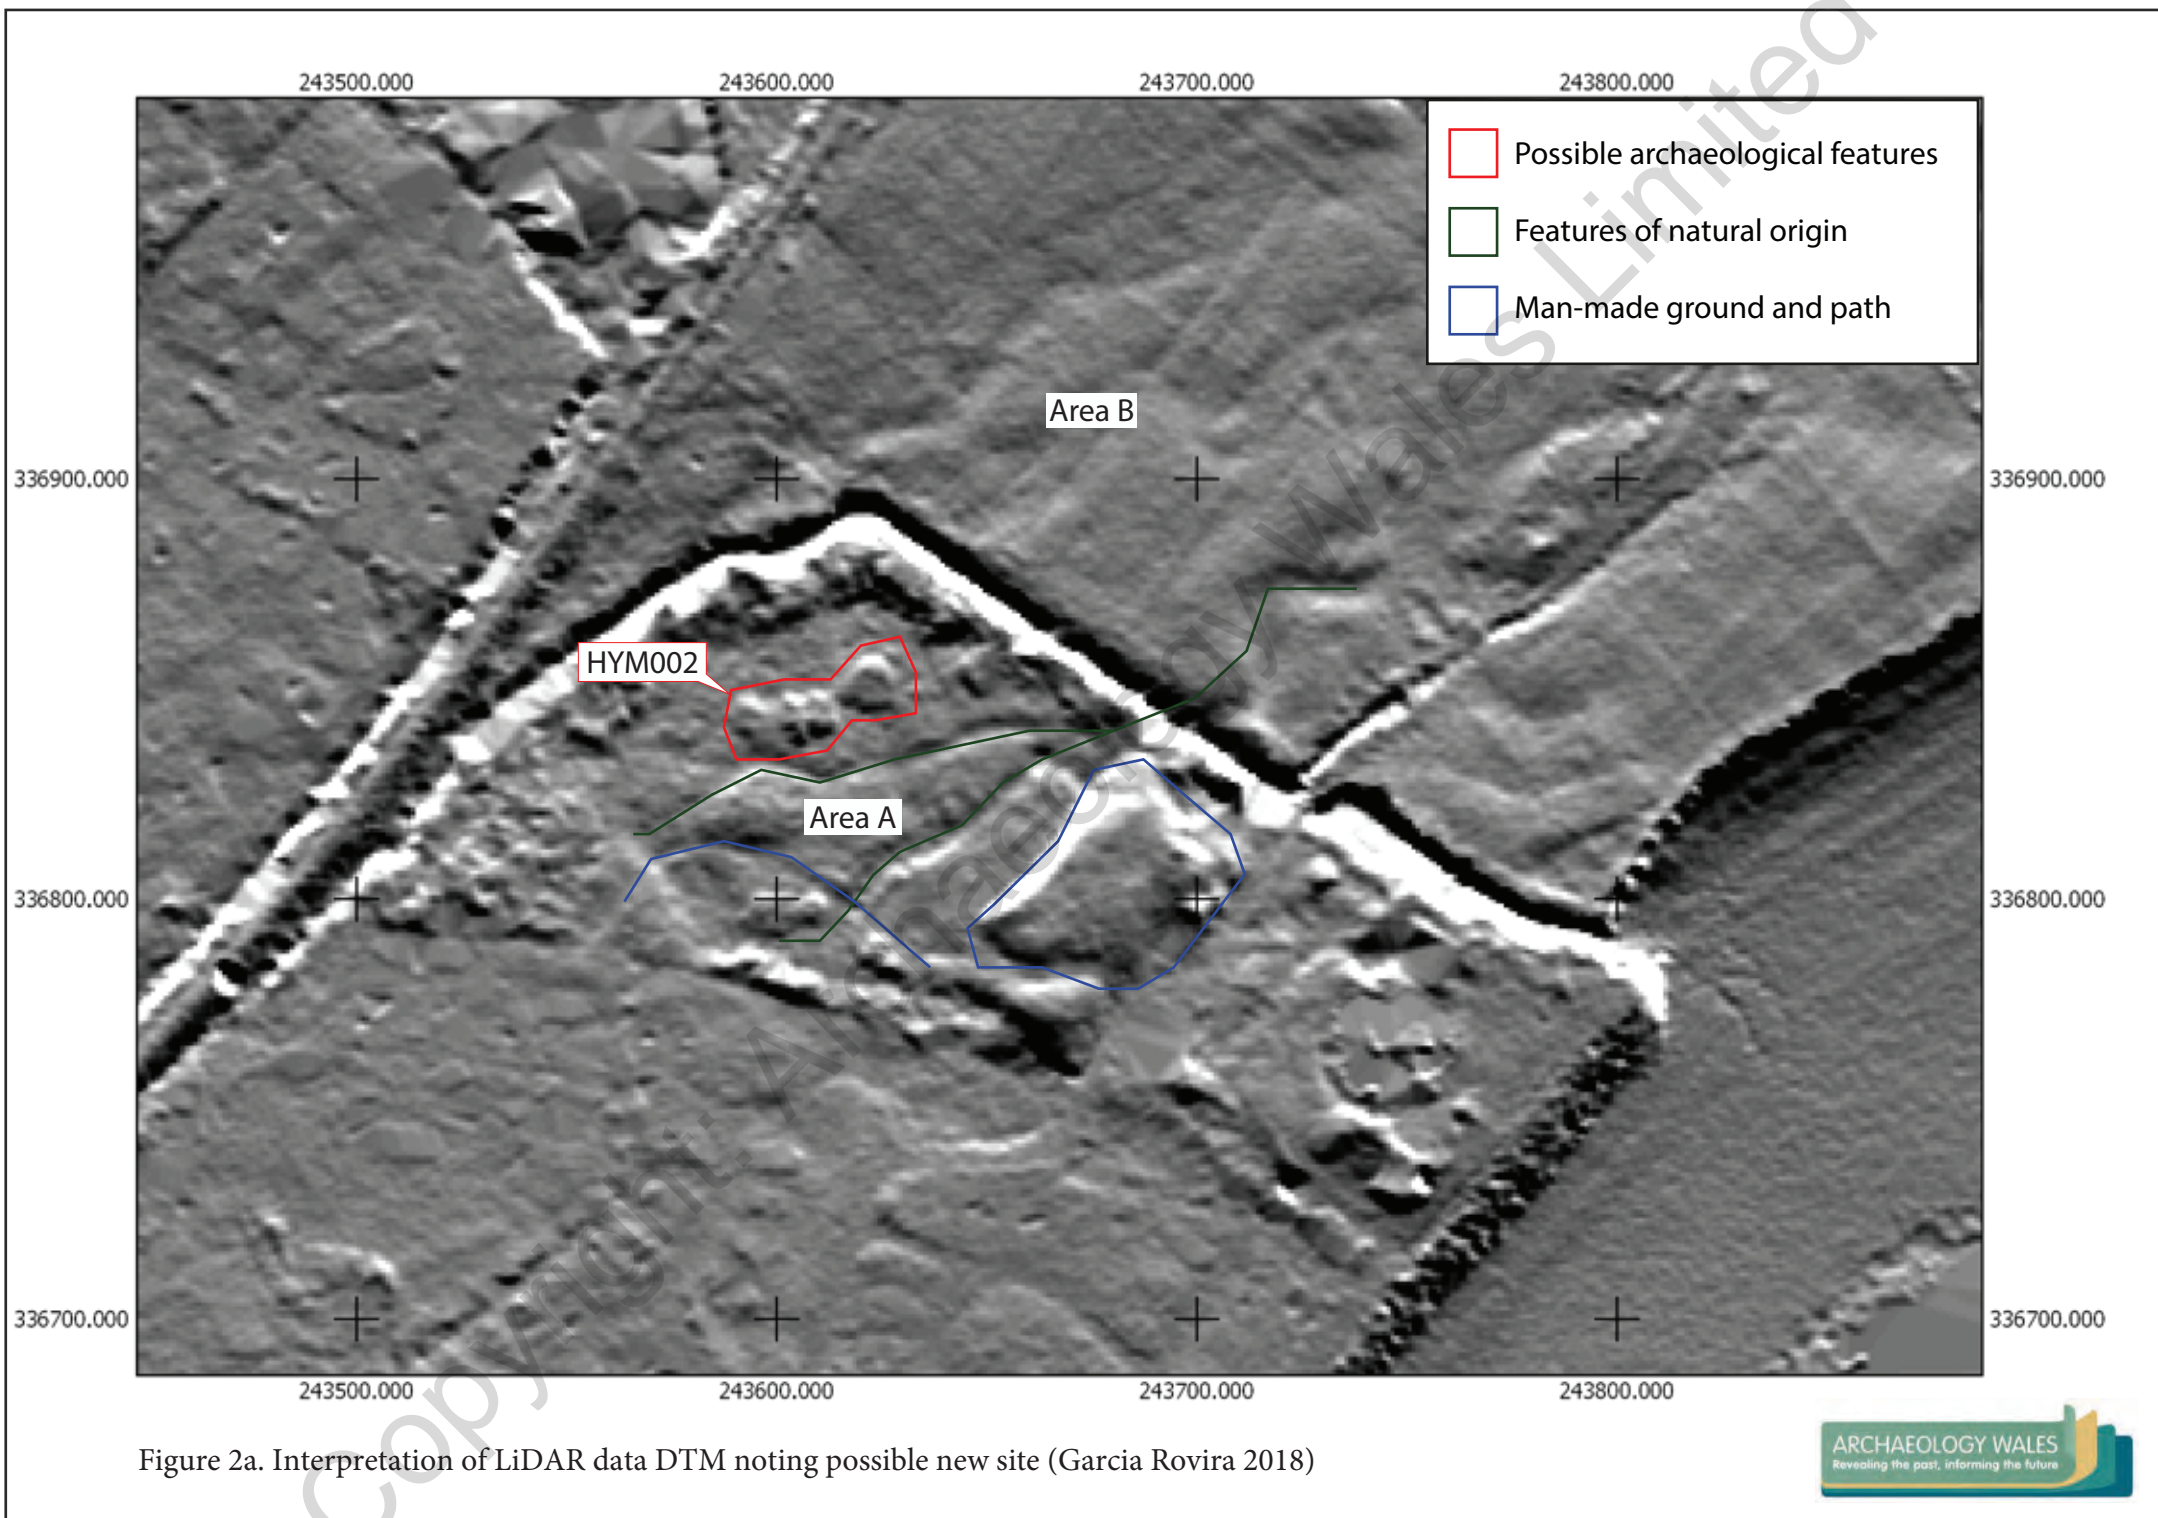 243500.000 243600.000 243700.000 243800.000
Possible archaeological features
Features of natural origin
Man-made ground and path
Area B
336900.000 336900.000
HYM002
Area A
336800.000 336800.000
336700.000 336700.000
243500.000 243600.000 243700.000 243800.000
Copyright: Archaeology Wales Limited
Figure 2a. Interpretation of LiDAR data DTM noting possible new site (Garcia Rovira 2018)
ARCHAEOLOGY WALES
Revealing the past, informing the future